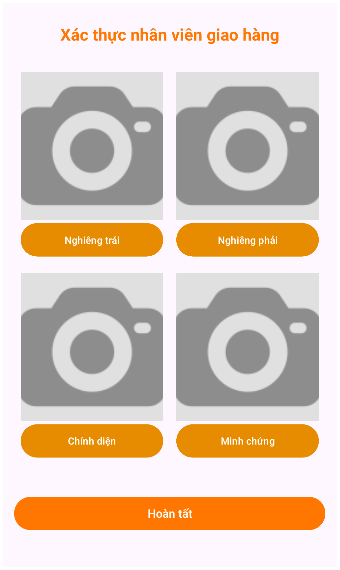 Xác thực nhân viên giao hàng
Nghiêng trái
Nghiêng phải
Chính diện
Minh chứng
Hoàn tất